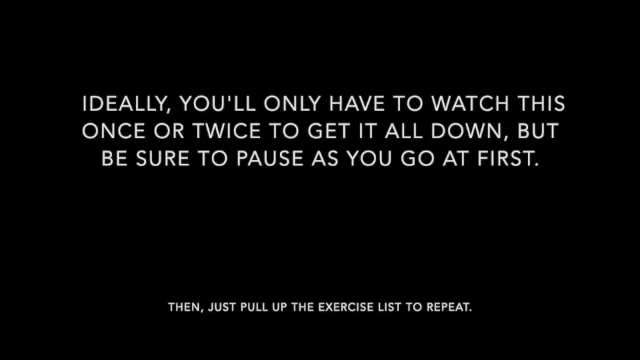 IDEALLY, YOU'LL ONLY HAVE TO WATCH THIS
ONCE OR TWICE TO GET IT ALL DOWN, BUT
BE SURE TO PAUSE AS YOU GO AT FIRST.
THEN, JUST PULL UP THE EXERCISE LIST TO REPEAT.